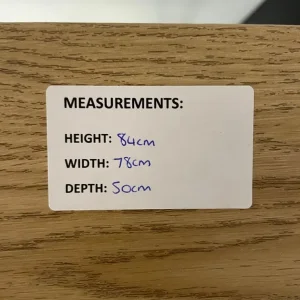 MEASUREMENTS:
HEIGHT: 84cm
WIDTH: 78cm
DEPTH: 50cm